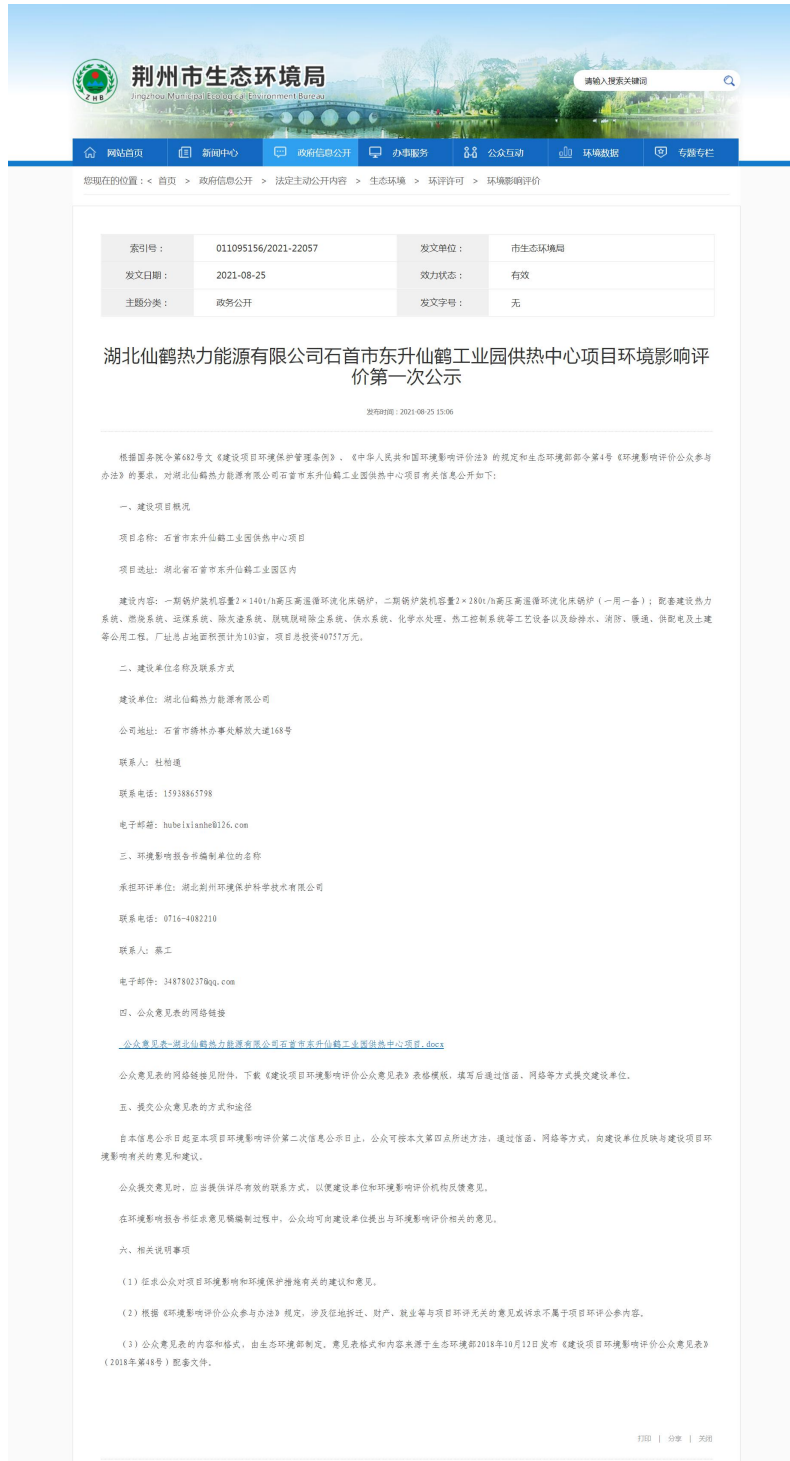 荆州市生态环境局
Jingzhou Municipal Ecological Environment Bureau
ZHB
请输入搜索关键词
网站首页 新闻中心 政府信息公开 办事服务 公众互动 环境数据 专题专栏
您现在的位置：< 首页 > 政府信息公开 > 法定主动公开内容 > 生态环境 > 环评许可 > 环境影响评价
索引号： 011095156/2021-22057 发文单位： 市生态环境局
发文日期： 2021-08-25 效力状态： 有效
主题分类： 政务公开 发文字号： 无
湖北仙鹤热力能源有限公司石首市东升仙鹤工业园供热中心项目环境影响评
价第一次公示
发布时间：2021-08-25 15:06
根据国务院令第682号文《建设项目环境保护管理条例》、《中华人民共和国环境影响评价法》的规定和生态环境部部令第4号《环境影响评价公众参与
办法》的要求，对湖北仙鹤热力能源有限公司石首市东升仙鹤工业园供热中心项目有关信息公开如下：
一、建设项目概况
项目名称：石首市东升仙鹤工业园供热中心项目
项目选址：湖北省石首市东升仙鹤工业园区内
建设内容：一期锅炉装机容量2×140t/h高压高温循环流化床锅炉，二期锅炉装机容量2×280t/h高压高温循环流化床锅炉（一用一备）；配套建设热力
系统、燃烧系统、运煤系统、除灰渣系统、脱硫脱硝除尘系统、供水系统、化学水处理、热工控制系统等工艺设备以及给排水、消防、暖通、供配电及土建
等公用工程。厂址总占地面积预计为103亩，项目总投资40757万元。
二、建设单位名称及联系方式
建设单位：湖北仙鹤热力能源有限公司
公司地址：石首市绣林办事处解放大道168号
联系人：杜柏通
联系电话：15938865798
电子邮箱：hubeixianhe@126.com
三、环境影响报告书编制单位的名称
承担环评单位：湖北荆州环境保护科学技术有限公司
联系电话：0716-4082210
联系人：蔡工
电子邮件：348780237@qq.com
四、公众意见表的网络链接
公众意见表-湖北仙鹤热力能源有限公司石首市东升仙鹤工业园供热中心项目.docx
公众意见表的网络链接见附件，下载《建设项目环境影响评价公众意见表》表格模版，填写后通过信函、网络等方式提交建设单位。
五、提交公众意见表的方式和途径
自本信息公示日起至本项目环境影响评价第二次信息公示日止，公众可按本文第四点所述方法，通过信函、网络等方式，向建设单位反映与建设项目环
境影响有关的意见和建议。
公众提交意见时，应当提供详尽有效的联系方式，以便建设单位和环境影响评价机构反馈意见。
在环境影响报告书征求意见稿编制过程中，公众均可向建设单位提出与环境影响评价相关的意见。
六、相关说明事项
（1）征求公众对项目环境影响和环境保护措施有关的建议和意见。
（2）根据《环境影响评价公众参与办法》规定，涉及征地拆迁、财产、就业等与项目环评无关的意见或诉求不属于项目环评公参内容。
（3）公众意见表的内容和格式，由生态环境部制定、意见表格式和内容来源于生态环境部2018年10月12日发布《建设项目环境影响评价公众意见表》
（2018年第48号）配套文件。
打印 | 分享 | 关闭